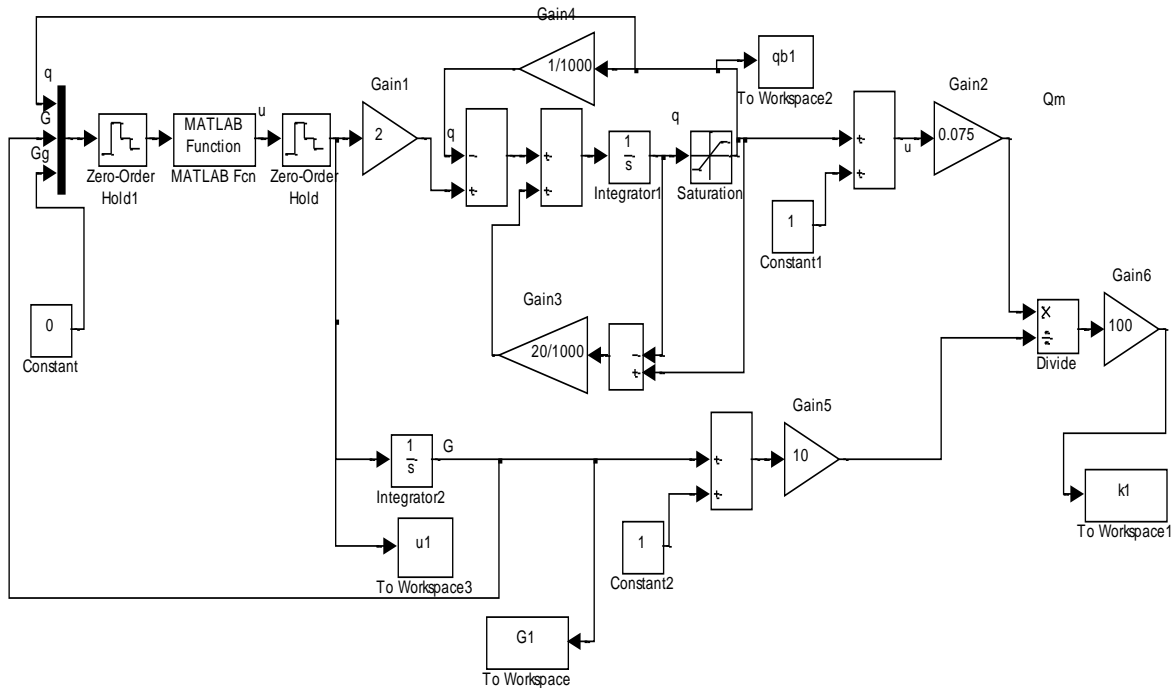 Gain4
1/1000
qb1
To Workspace2
q
G
Gg
MATLAB
Function
MATLAB Fcn
u
Zero-Order
Hold1
Zero-Order
Hold
Gain1
2
q
1
s
Integrator1
q
Saturation
Gain2
0.075
u
Qm
1
Constant1
0
Constant
Gain3
20/1000
Gain6
100
Divide
Gain5
10
1
s
Integrator2
G
u1
To Workspace3
1
Constant2
k1
To Workspace1
G1
To Workspace